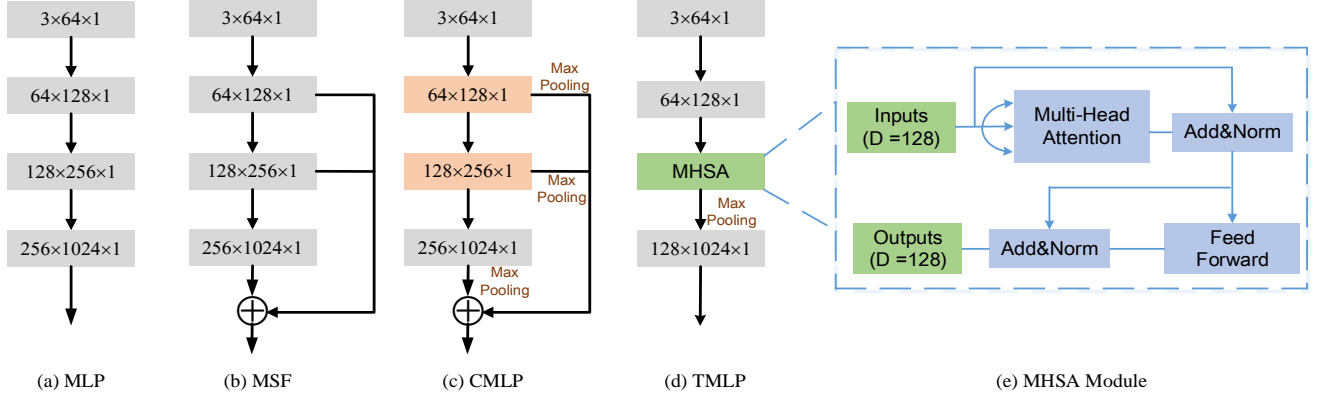 3×64×1
64×128×1
128×256×1
256×1024×1
(a) MLP
3×64×1
64×128×1
128×256×1
256×1024×1
(b) MSF
3×64×1
Max
Pooling
64×128×1
128×256×1
Max
Pooling
256×1024×1
Max
Pooling
(c) CMLP
3×64×1
64×128×1
MHSA
Max
Pooling
128×1024×1
(d) TMLP
Inputs
(D =128)
Multi-Head
Attention
Add&Norm
Outputs
(D =128)
Add&Norm
Feed
Forward
(e) MHSA Module